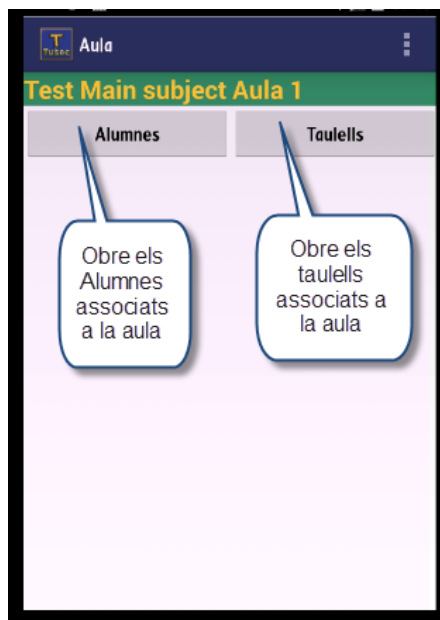 T
Tutec
Aula
Test Main subject Aula 1
Alumnes
Taulells
Obre els
Alumnes
associats
a la aula
Obre els
taulells
associats a
la aula